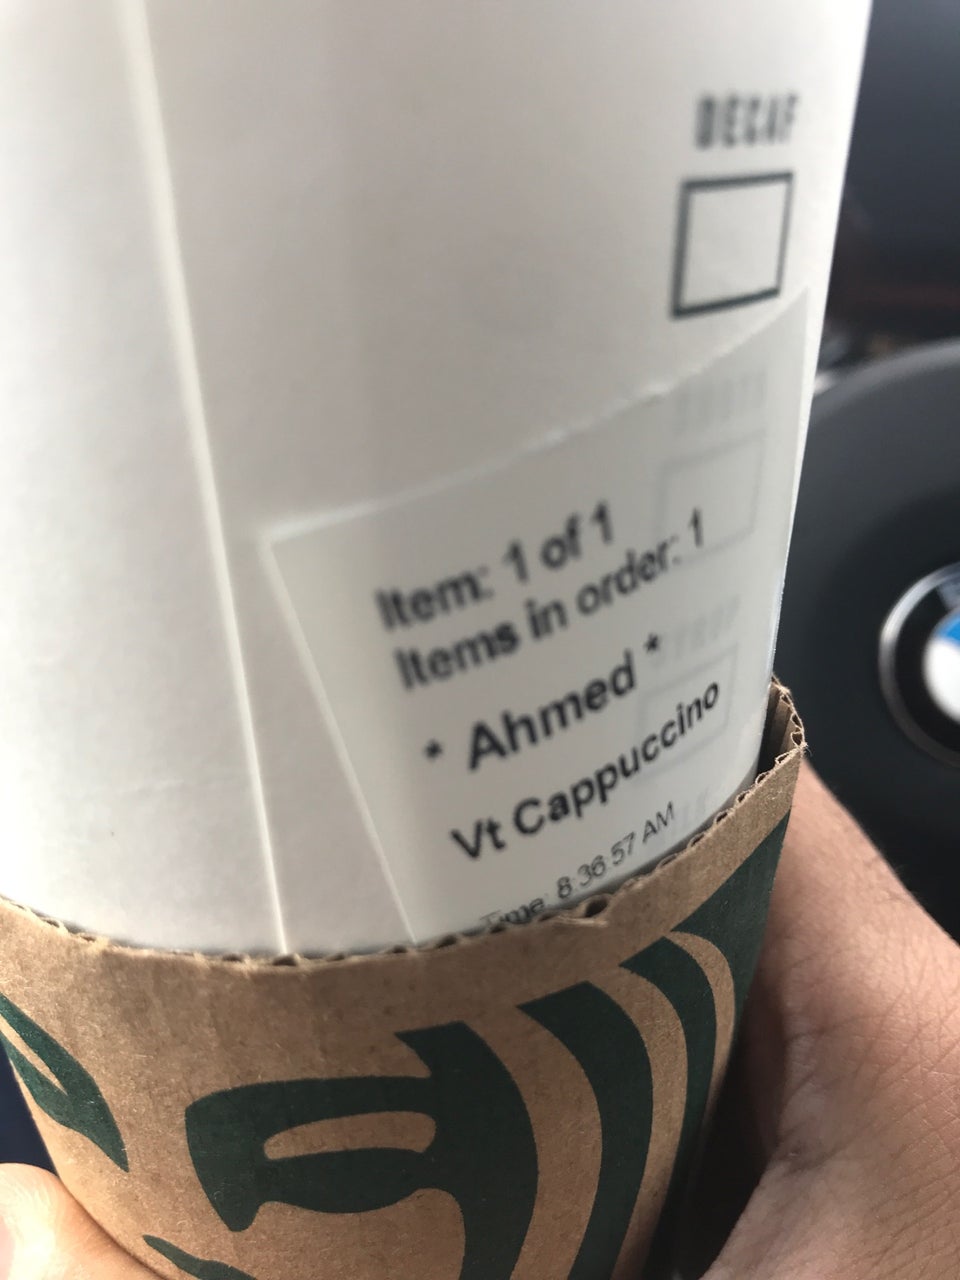 DECAF
Item: 1 of 1
Items in order: 1
* Ahmed *
Vt Cappuccino
Time: 8:36:57 AM